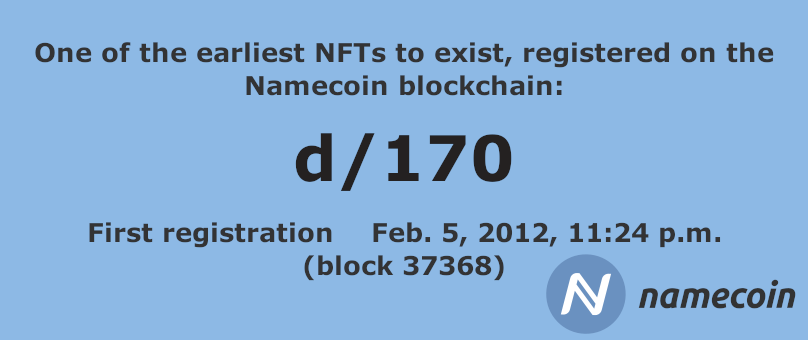 One of the earliest NFTs to exist, registered on the
Namecoin blockchain:
d/170
First registration    Feb. 5, 2012, 11:24 p.m.
(block 37368)
namecoin